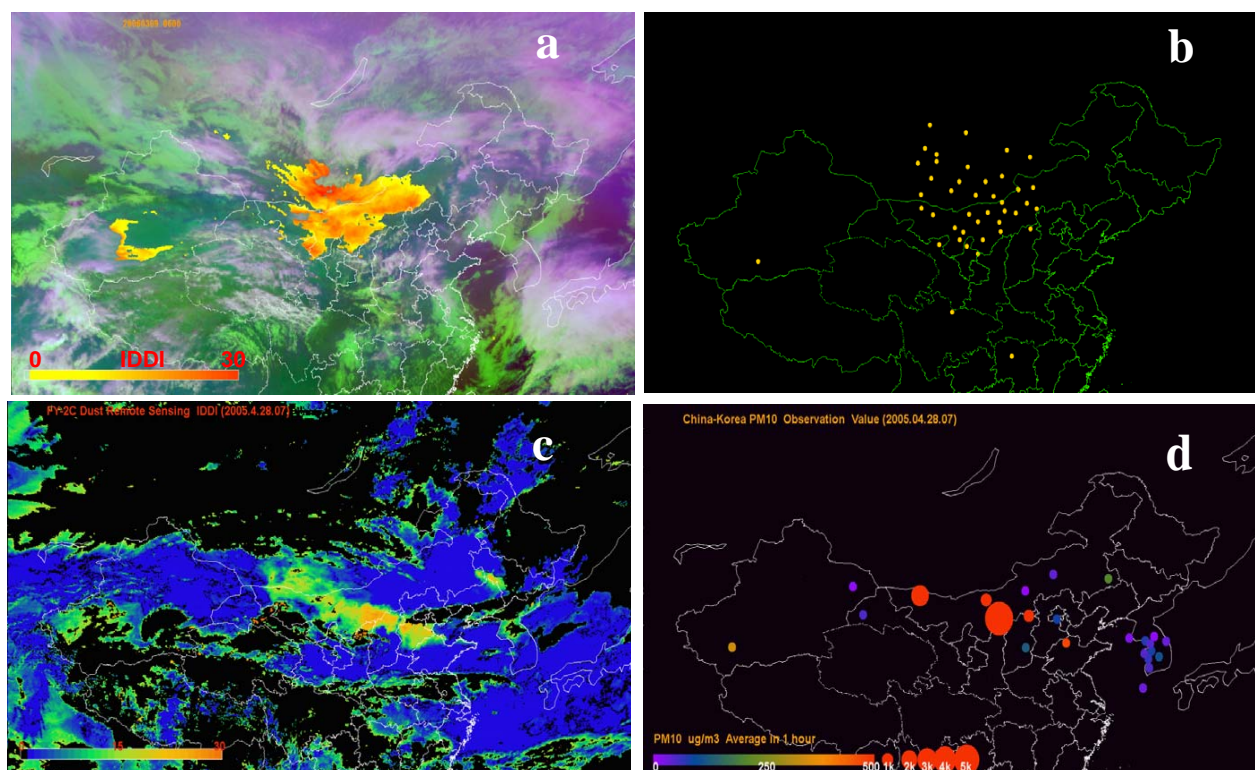 a
0 IDDI 30
b
FY-2C Dust Remote Sensing IDDI (2005.4.28.07)
c
15 30
China-Korea PM10 Observation Value (2005.04.28.07)
d
PM10 ug/m3 Average in 1 hour
0 250 500 1k 2k 3k 4k 5k